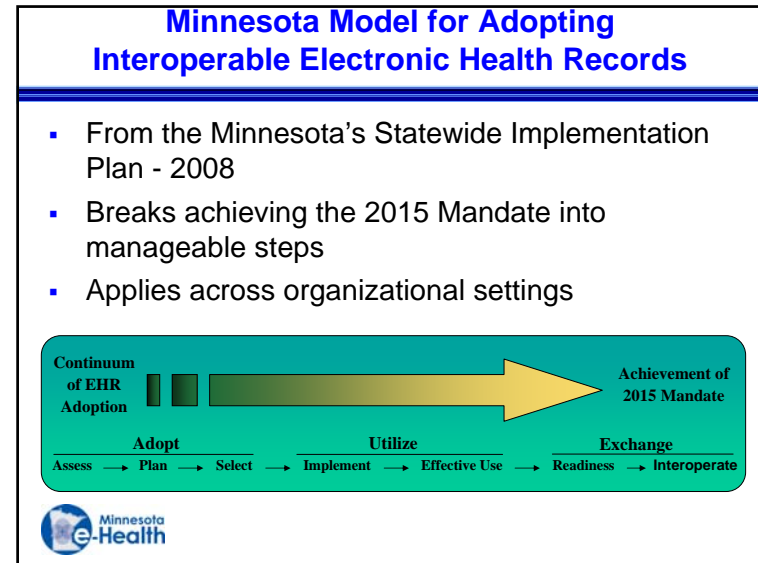 Minnesota Model for Adopting
Interoperable Electronic Health Records
▪ From the Minnesota's Statewide Implementation
Plan - 2008
▪ Breaks achieving the 2015 Mandate into
manageable steps
▪ Applies across organizational settings
Continuum
of EHR
Adoption
Achievement of
2015 Mandate
Adopt Utilize Exchange
Assess → Plan → Select → Implement → Effective Use → Readiness → Interoperate
Minnesota
e-Health